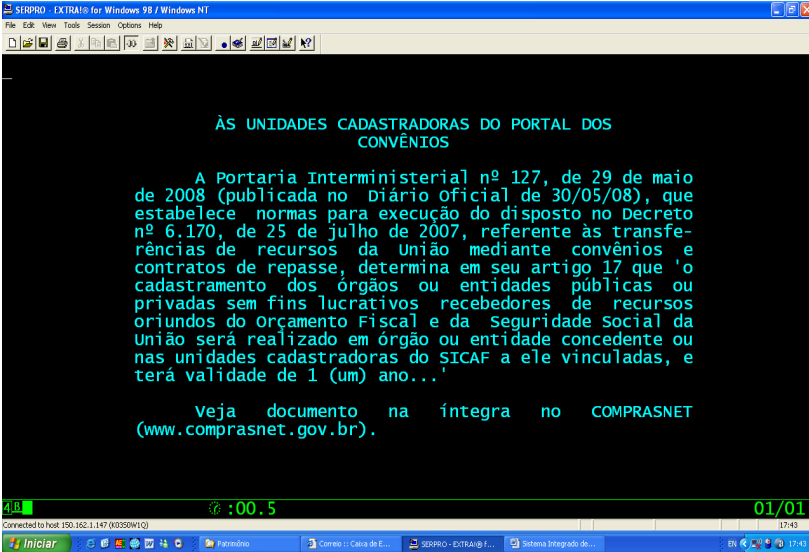 SERPRO - EXTRA!® for Windows 98 / Windows NT
File Edit View Tools Session Options Help
ÀS UNIDADES CADASTRADORAS DO PORTAL DOS
CONVÊNIOS
A Portaria Interministerial nº 127, de 29 de maio
de 2008 (publicada no Diário Oficial de 30/05/08), que
estabelece normas para execução do disposto no Decreto
nº 6.170, de 25 de julho de 2007, referente às transfe-
rências de recursos da União mediante convênios e
contratos de repasse, determina em seu artigo 17 que 'o
cadastramento dos órgãos ou entidades públicas ou
privadas sem fins lucrativos recebedores de recursos
oriundos do Orçamento Fiscal e da Seguridade Social da
União será realizado em órgão ou entidade concedente ou
nas unidades cadastradoras do SICAF a ele vinculadas, e
terá validade de 1 (um) ano...'
Veja documento na íntegra no COMPRASNET
(www.comprasnet.gov.br).
4B :00.5 01/01
Connected to host 150.162.1.147 (K03S0W1Q) 17:43
Iniciar Patrimônio Correio :: Caixa de E... SERPRO - EXTRA!® f... Sistema Integrado de... EN 17:43